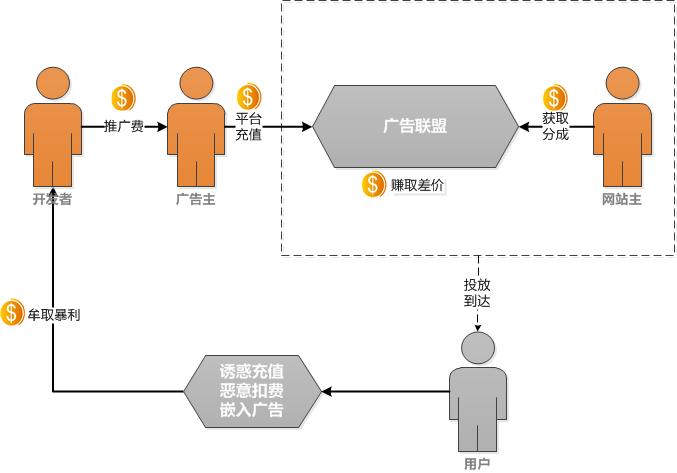 推广费
平台
充值
广告联盟
获取
分成
赚取差价
开发者
广告主
网站主
投放
到达
牟取暴利
诱惑充值
恶意扣费
嵌入广告
用户